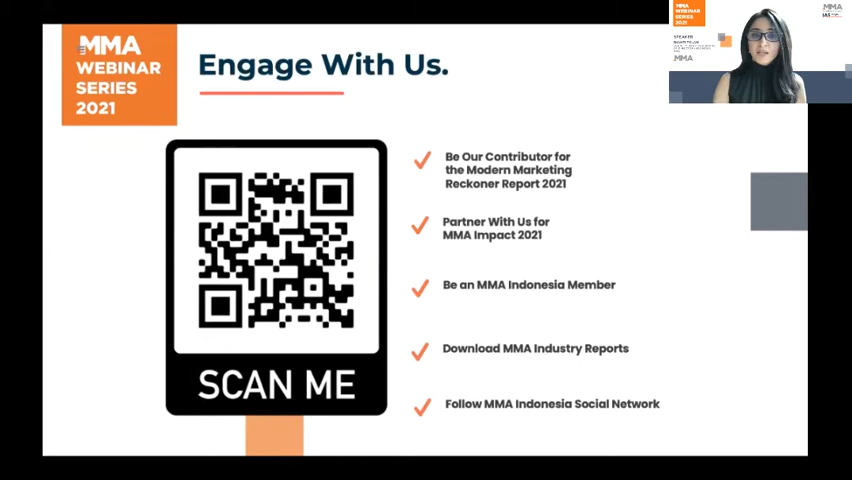 MMA
WEBINAR
SERIES
2021
Engage With Us.
SCAN ME
Be Our Contributor for
the Modern Marketing
Reckoner Report 2021
Partner With Us for
MMA Impact 2021
Be an MMA Indonesia Member
Download MMA Industry Reports
Follow MMA Indonesia Social Network
MMA
WEBINAR
SERIES
2021
SPEAKER
MMA
MMA
IAS